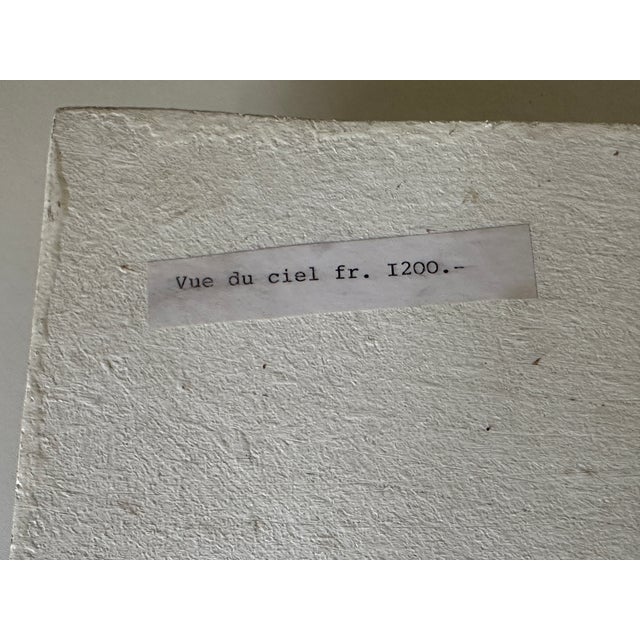 Vue du ciel fr. I200.-